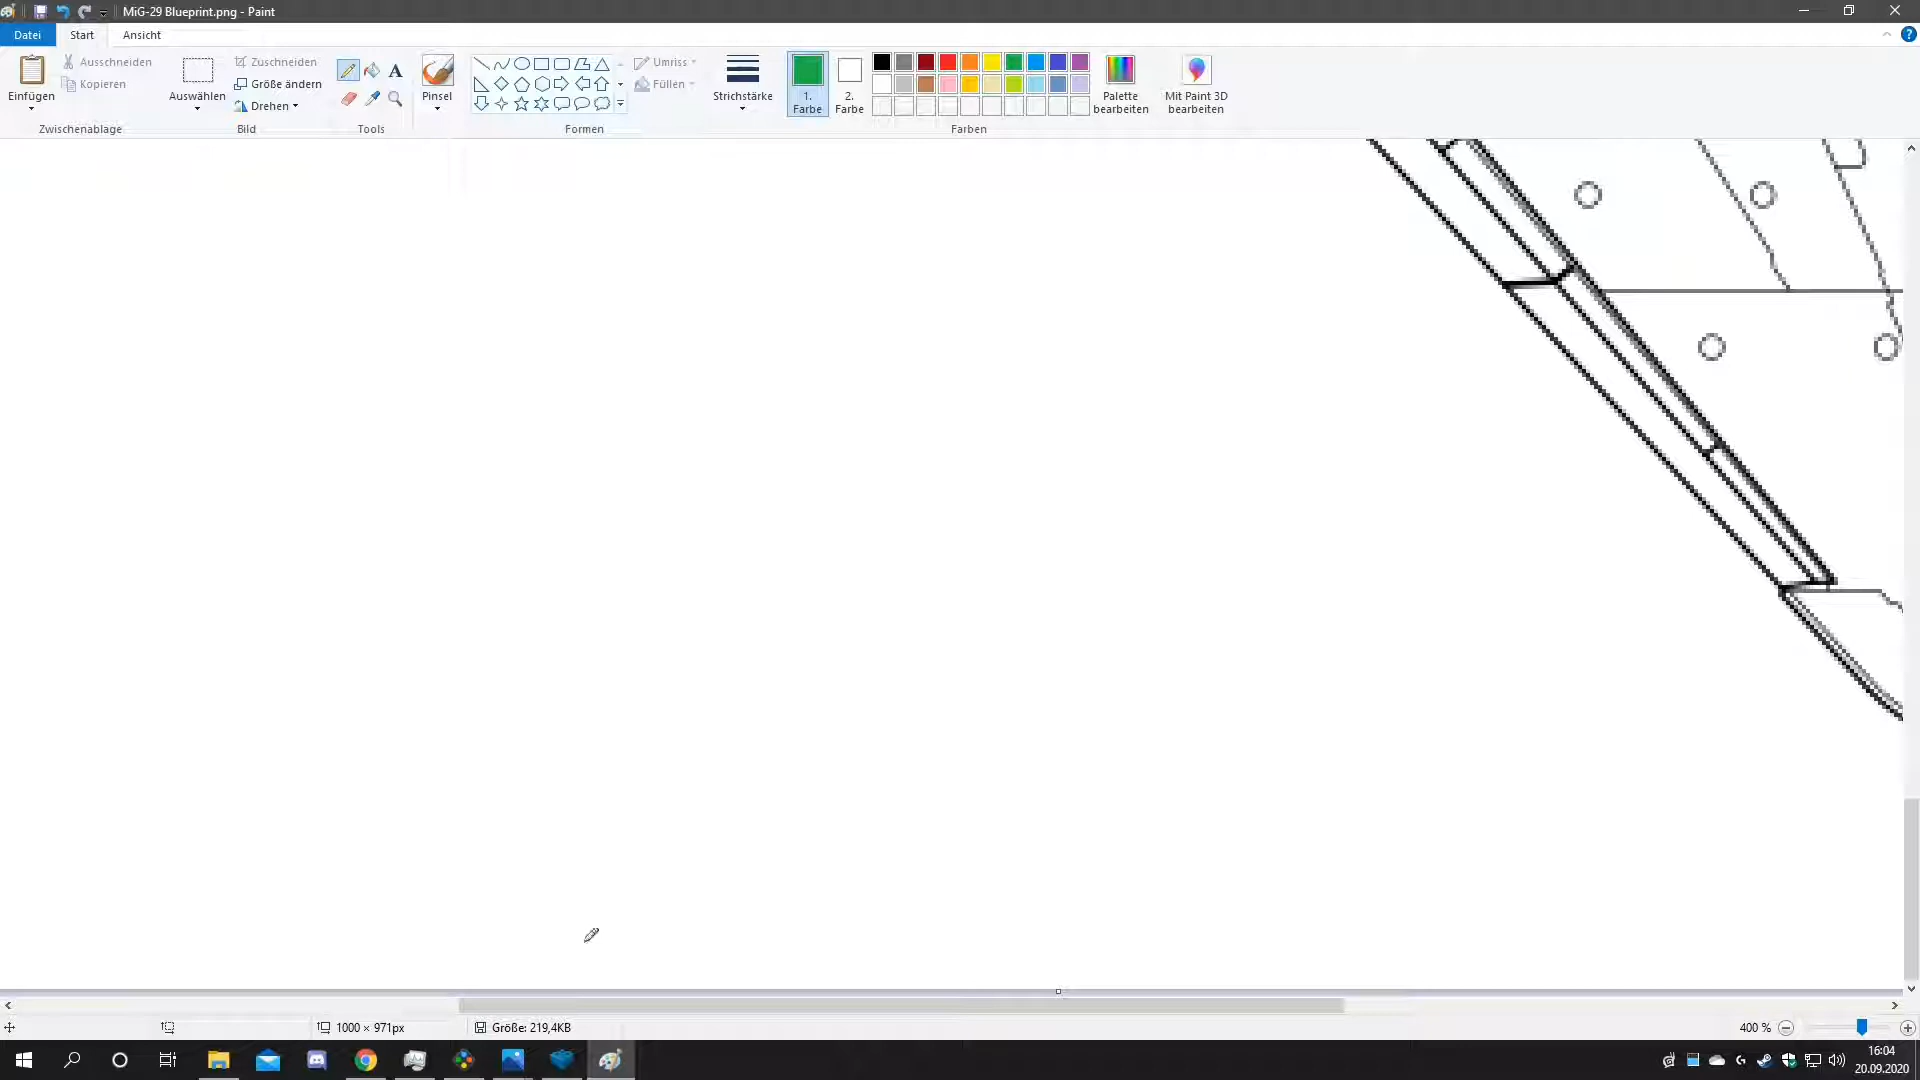 MiG-29 Blueprint.png - Paint
Datei Start Ansicht
Einfügen
Ausschneiden
Kopieren
Zwischenablage
Auswählen
Zuschneiden
Größe ändern
Drehen
Bild
A
Tools
Pinsel
Umriss
Füllen
Formen
Strichstärke
1.
Farbe
2.
Farbe
Farben
Palette
bearbeiten
Mit Paint 3D
bearbeiten
1000 × 971px
Größe: 219,4KB
400 %
16:04
20.09.2020